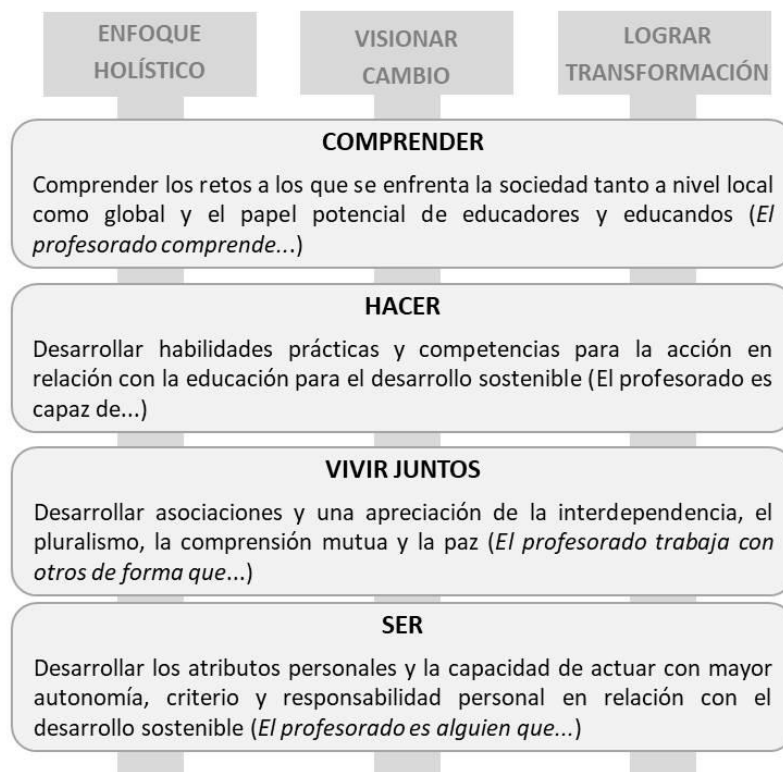 ENFOQUE
HOLÍSTICO
VISIONAR
CAMBIO
LOGRAR
TRANSFORMACIÓN
COMPRENDER
Comprender los retos a los que se enfrenta la sociedad tanto a nivel local
como global y el papel potencial de educadores y educandos (El
profesorado comprende...)
HACER
Desarrollar habilidades prácticas y competencias para la acción en
relación con la educación para el desarrollo sostenible (El profesorado es
capaz de...)
VIVIR JUNTOS
Desarrollar asociaciones y una apreciación de la interdependencia, el
pluralismo, la comprensión mutua y la paz (El profesorado trabaja con
otros de forma que...)
SER
Desarrollar los atributos personales y la capacidad de actuar con mayor
autonomía, criterio y responsabilidad personal en relación con el
desarrollo sostenible (El profesorado es alguien que...)